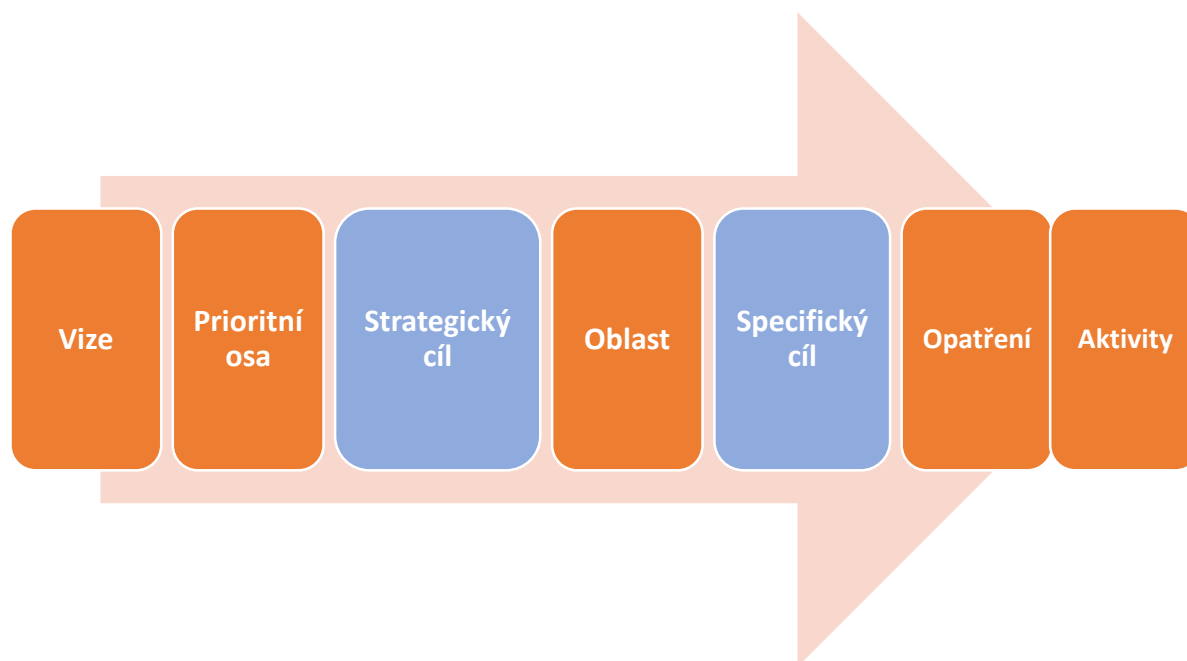 Vize
Prioritní
osa
Strategický
cíl
Oblast
Specifický
cíl
Opatření
Aktivity